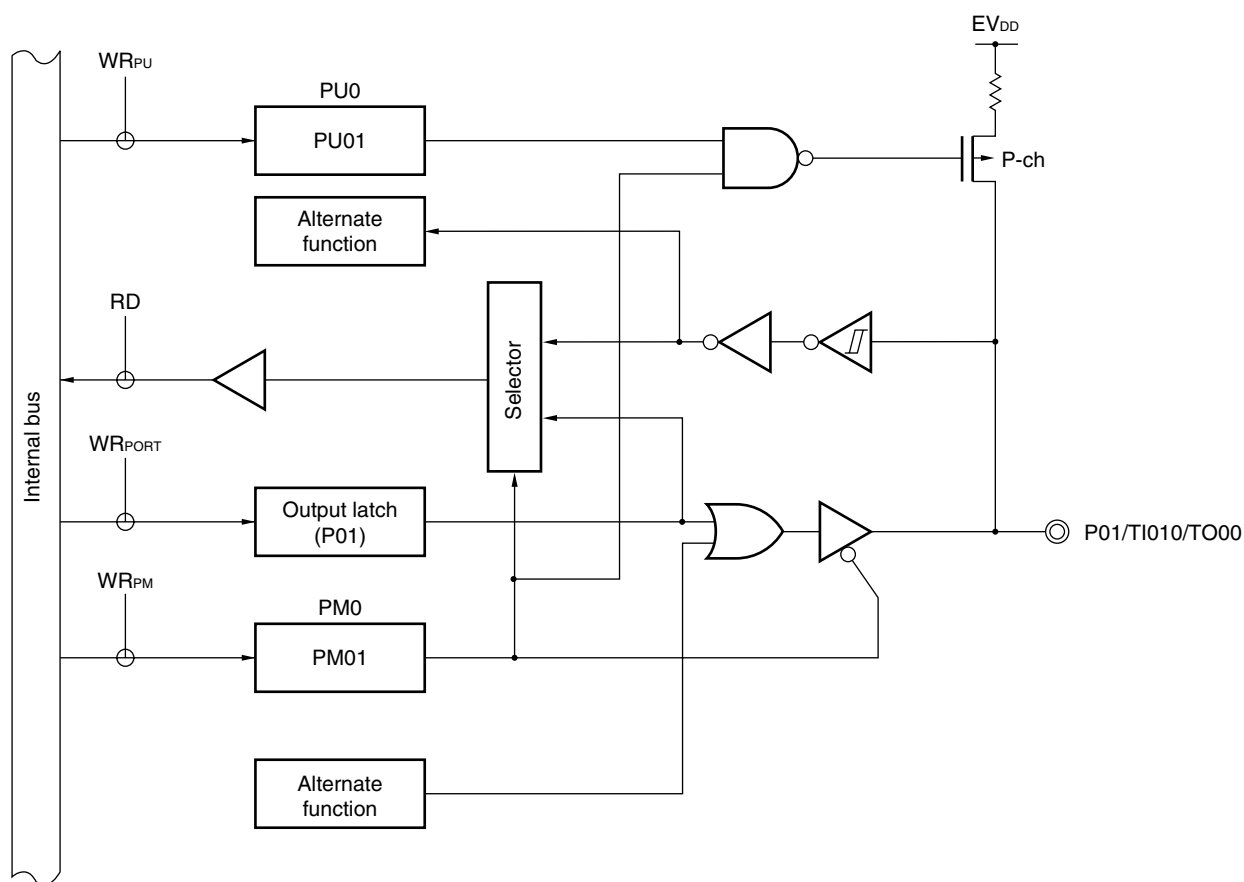 EVDD
WRPU
PU0
PU01
P-ch
Alternate
function
RD
Selector
Internal bus
WRPORT
Output latch
(P01)
P01/TI010/TO00
WRPM
PM0
PM01
Alternate
function